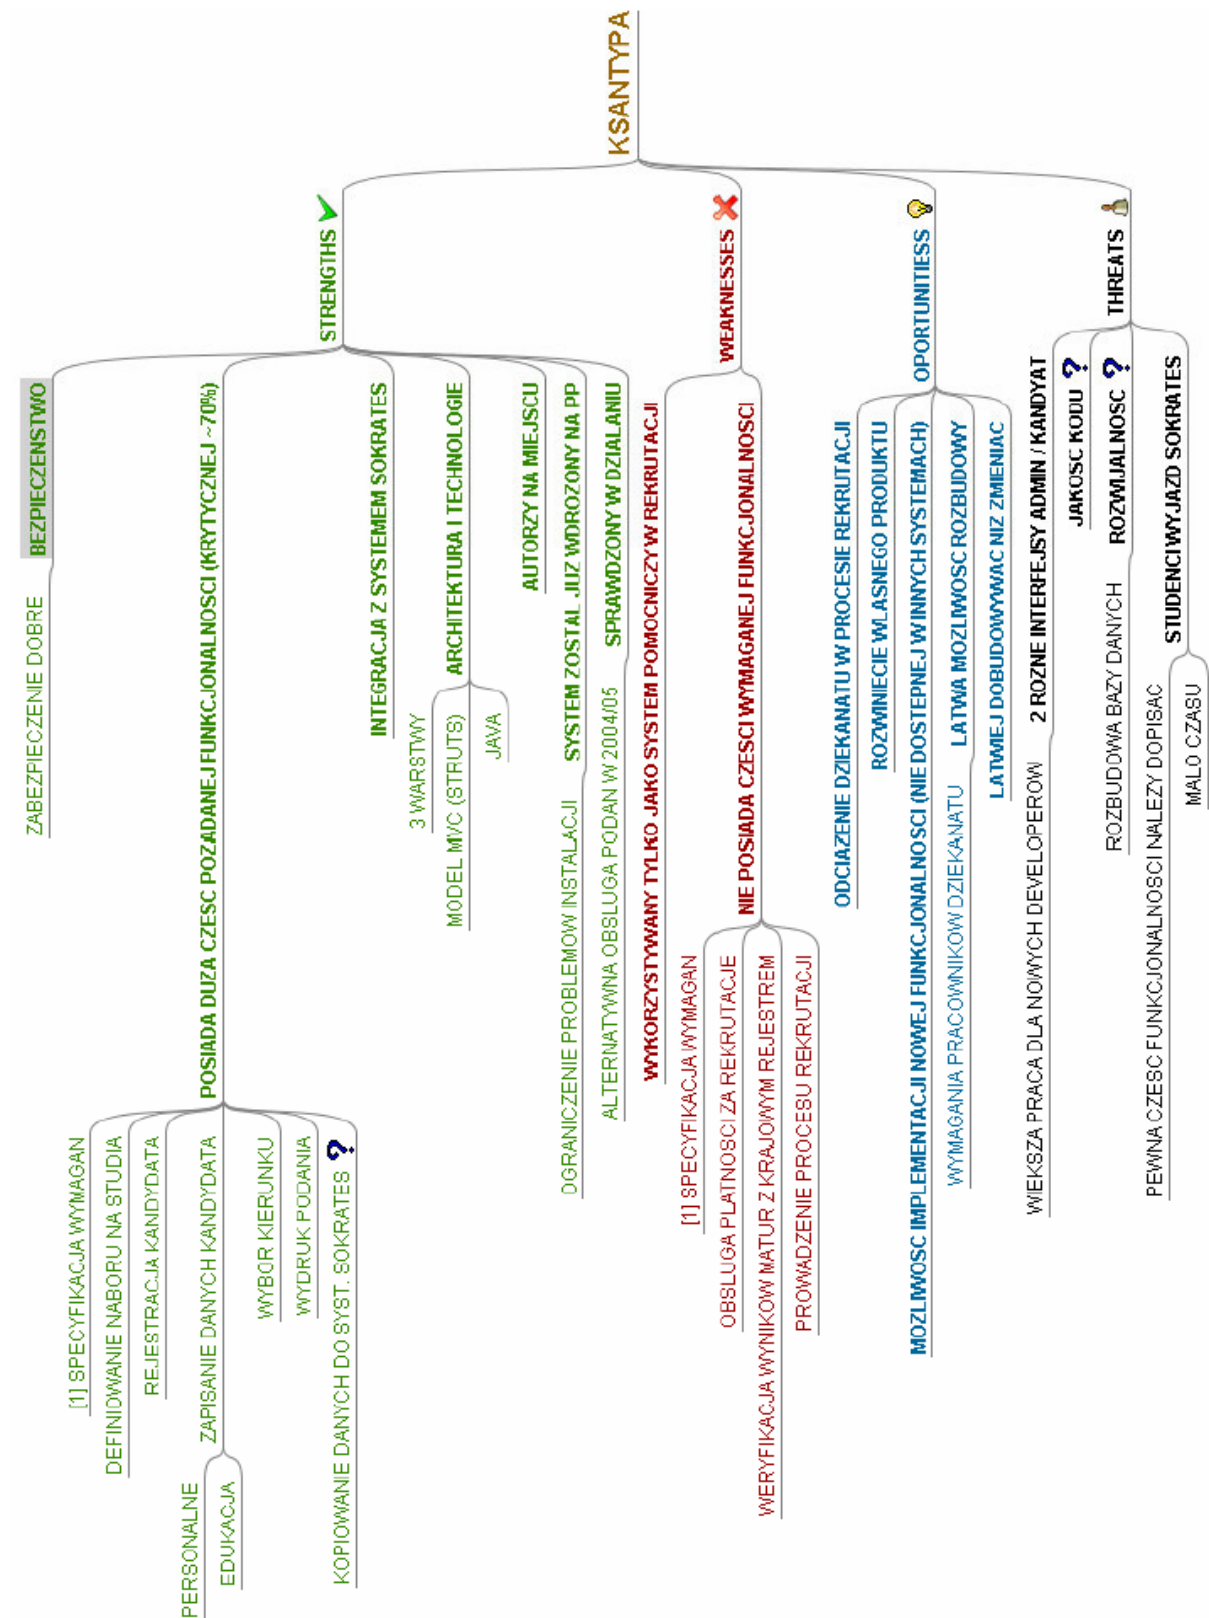 KSANTYPA
STRENGTHS
BEZPIECZENSTWO
ZABEZPIECZENIE DOBRE
POSIADA DUZA CZESC POZADANEJ FUNKCJONALNOSCI (KRYTYCZNEJ ~70%)
[1] SPECYFIKACJA WYMAGAN
DEFINIOWANIE NABORU NA STUDIA
REJESTRACJA KANDYDATA
ZAPISANIE DANYCH KANDYDATA
PERSONALNE
EDUKACJA
WYBOR KIERUNKU
WYDRUK PODANIA
KOPIOWANIE DANYCH DO SYST. SOKRATES
INTEGRACJA Z SYSTEMEM SOKRATES
ARCHITEKTURA I TECHNOLOGIE
3 WARSTWY
MODEL MVC (STRUTS)
JAVA
AUTORZY NA MIEJSCU
SYSTEM ZOSTAL JUZ WDROZONY NA PP
OGRANICZENIE PROBLEMOW INSTALACJI
SPRAWDZONY W DZIALANIU
ALTERNATYWNA OBSLUGA PODAN W 2004/05
WEAKNESSES
WYKORZYSTYWANY TYLKO JAKO SYSTEM POMOCNICZY W REKRUTACJI
NIE POSIADA CZESCI WYMAGANEJ FUNKCJONALNOSCI
[1] SPECYFIKACJA WYMAGAN
OBSLUGA PLATNOSCI ZA REKRUTACJE
WERYFIKACJA WYNIKOW MATUR Z KRAJOWYM REJESTREM
PROWADZENIE PROCESU REKRUTACJI
OPORTUNITIESS
ODCIAZENIE DZIEKANATU W PROCESIE REKRUTACJI
ROZWINIECIE WLASNEGO PRODUKTU
MOZLIWOSC IMPLEMENTACJI NOWEJ FUNKCJONALNOSCI (NIE DOSTEPNEJ W INNYCH SYSTEMACH)
LATWA MOZLIWOSC ROZBUDOWY
WYMAGANIA PRACOWNIKOW DZIEKANATU
LATWIEJ DOBUDOWYWAC NIZ ZMIENIAC
THREATS
2 ROZNE INTERFEJSY ADMIN / KANDYAT
WIEKSZA PRACA DLA NOWYCH DEVELOPEROW
JAKOSC KODU
ROZWIJALNOSC
ROZBUDOWA BAZY DANYCH
STUDENCI WYJAZD SOKRATES
PEWNA CZESC FUNKCJONALNOSCI NALEZY DOPISAC
MALO CZASU